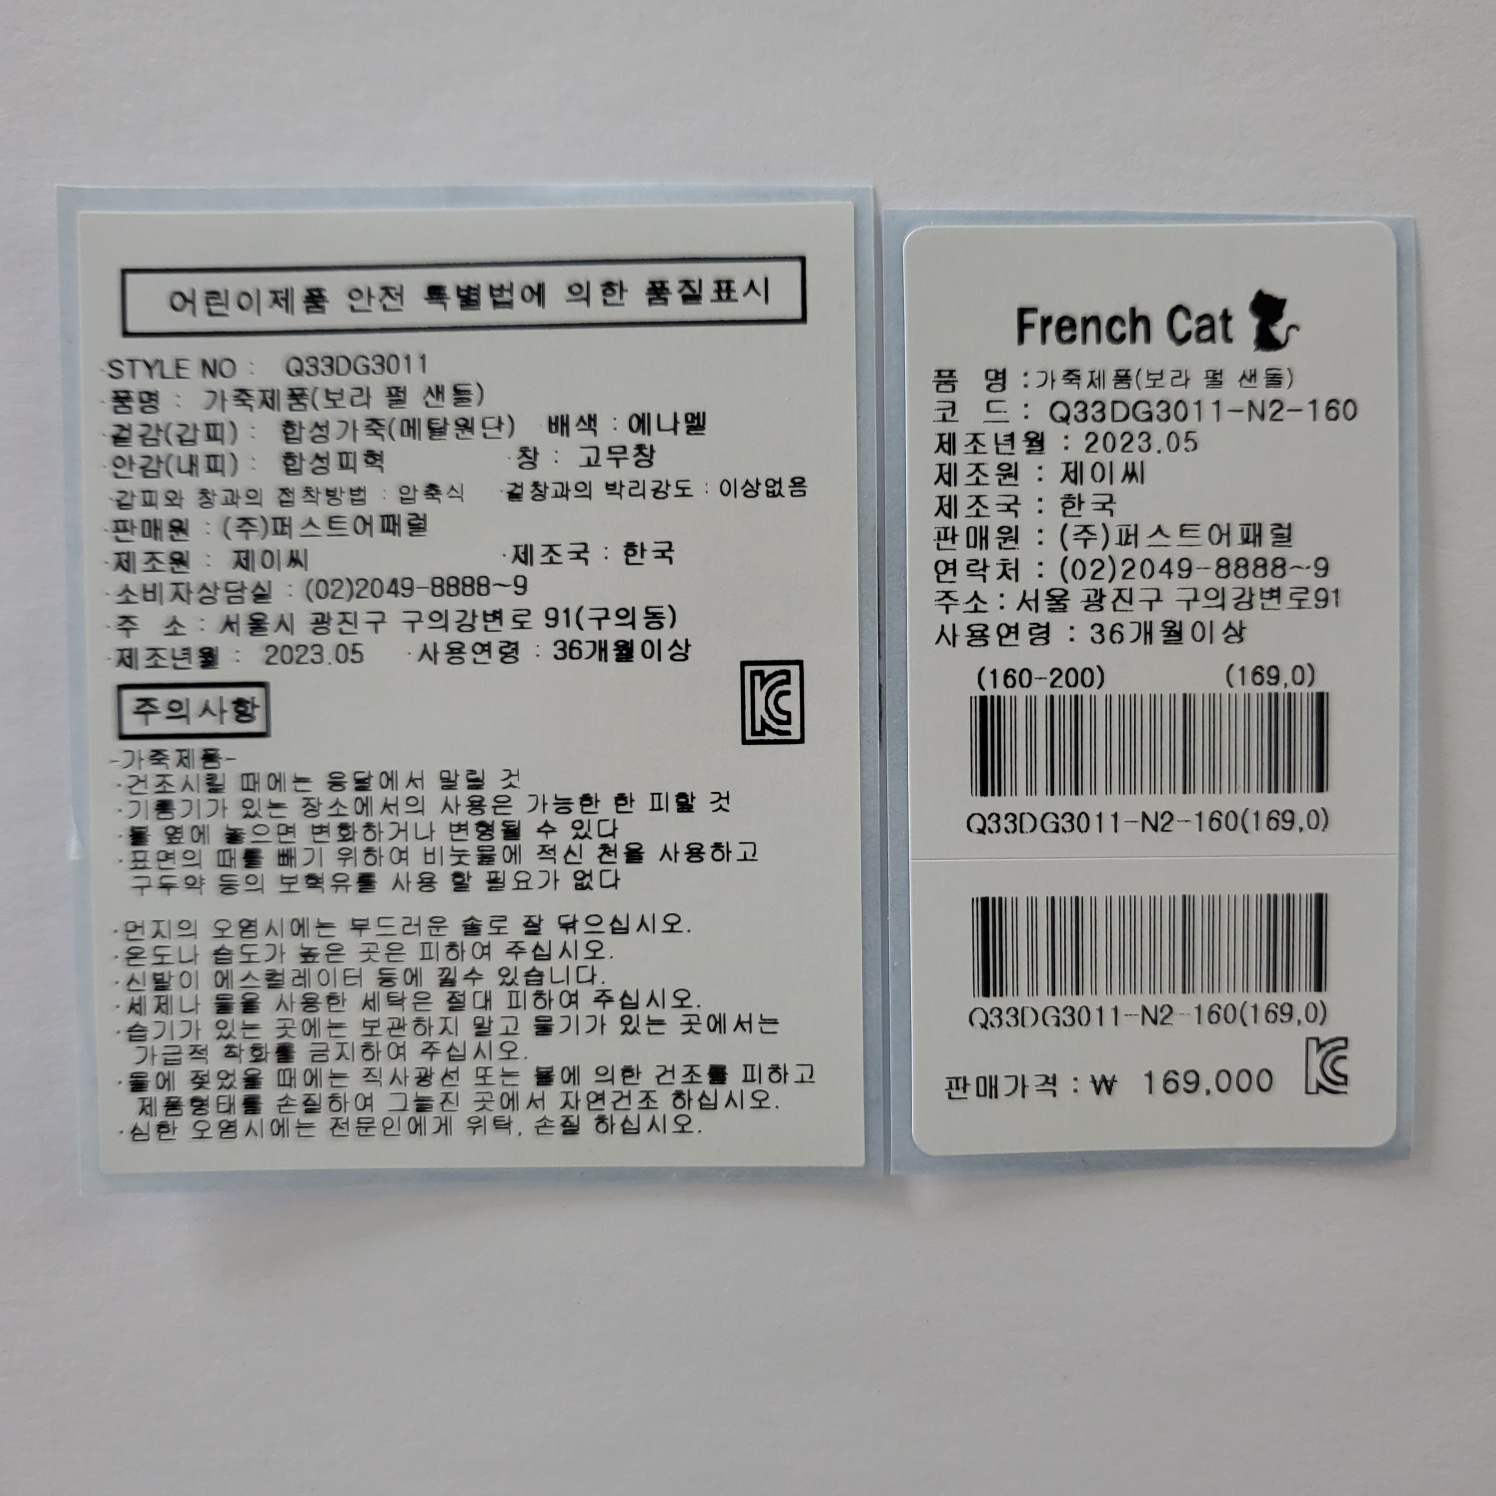 어린이제품 안전 특별법에 의한 품질표시
·STYLE NO : Q33DG3011
·품명 : 가죽제품(보라 펄 샌들)
·겉감(갑피) : 합성가죽(메탈원단) 배색 : 에나멜
·안감(내피) : 합성피혁 ·창 : 고무창
·갑피와 창과의 접착방법 : 압축식 ·겉창과의 박리강도 : 이상없음
·판매원 : (주)퍼스트어패럴
·제조원 : 제이씨 ·제조국 : 한국
·소비자상담실 : (02)2049-8888~9
·주 소 : 서울시 광진구 구의강변로 91(구의동)
·제조년월 : 2023.05 ·사용연령 : 36개월이상
주의사항
-가죽제품-
·건조시킬 때에는 응달에서 말릴 것
·기름기가 있는 장소에서의 사용은 가능한 한 피할 것
·불 옆에 놓으면 변화하거나 변형될 수 있다
·표면의 때를 빼기 위하여 비눗물에 적신 천을 사용하고
구두약 등의 보혁유를 사용 할 필요가 없다
·먼지의 오염시에는 부드러운 솔로 잘 닦으십시오.
·온도나 습도가 높은 곳은 피하여 주십시오.
·신발이 에스컬레이터 등에 낄수 있습니다.
·세제나 물을 사용한 세탁은 절대 피하여 주십시오.
·습기가 있는 곳에는 보관하지 말고 물기가 있는 곳에서는
가급적 착화를 금지하여 주십시오.
·물에 젖었을 때에는 직사광선 또는 불에 의한 건조를 피하고
제품형태를 손질하여 그늘진 곳에서 자연건조 하십시오.
·심한 오염시에는 전문인에게 위탁, 손질 하십시오.
French Cat
품 명 : 가죽제품(보라 펄 샌들)
코 드 : Q33DG3011-N2-160
제조년월 : 2023.05
제조원 : 제이씨
제조국 : 한국
판매원 : (주)퍼스트어패럴
연락처 : (02)2049-8888~9
주소 : 서울 광진구 구의강변로91
사용연령 : 36개월이상
(160-200) (169,0)
Q33DG3011-N2-160(169,0)
Q33DG3011-N2-160(169,0)
판매가격 : ₩ 169,000